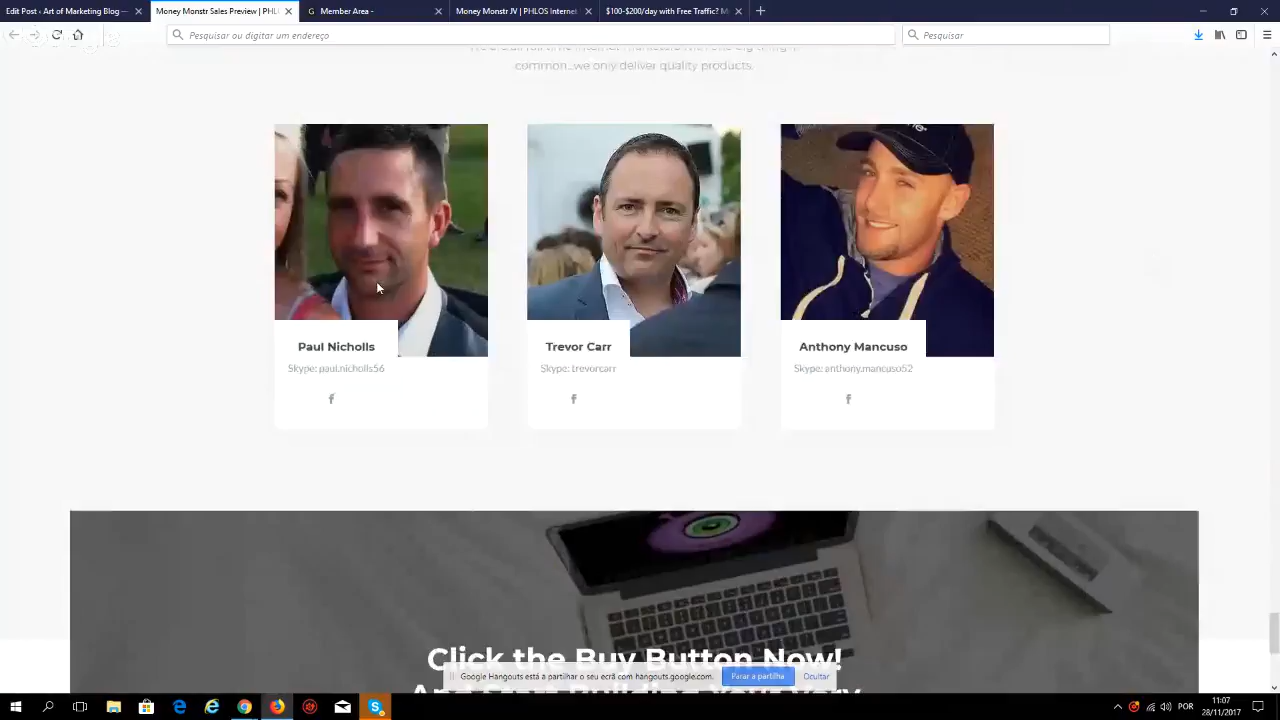 Edit Post ‹ Art of Marketing Blog —
Money Monstr Sales Preview | PHL
G Member Area -
Money Monstr JV | PHLOS Internet
$100-$200/day with Free Traffic? M
Pesquisar ou digitar um endereço
Pesquisar
common...we only deliver quality products.
Paul Nicholls
Skype: paul.nicholls56
Trevor Carr
Skype: trevorcarr
Anthony Mancuso
Skype: anthony.mancuso52
Click the Buy Button Now!
Google Hangouts está a partilhar o seu ecrã com hangouts.google.com.
Parar a partilha
Ocultar
POR
11:07
28/11/2017